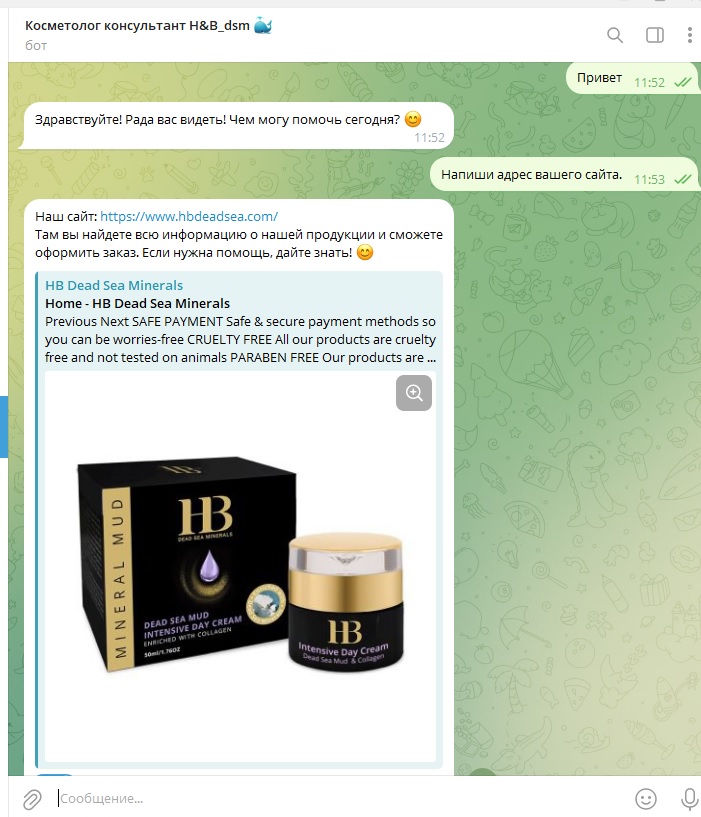 Косметолог консультант H&B_dsm 🐳
бот
Привет 11:52
Здравствуйте! Рада вас видеть! Чем могу помочь сегодня? 😊
11:52
Напиши адрес вашего сайта. 11:53
Наш сайт: https://www.hbdeadsea.com/
Там вы найдете всю информацию о нашей продукции и сможете
оформить заказ. Если нужна помощь, дайте знать! 😊
HB Dead Sea Minerals
Home - HB Dead Sea Minerals
Previous Next SAFE PAYMENT Safe & secure payment methods so
you can be worries-free CRUELTY FREE All our products are cruelty
free and not tested on animals PARABEN FREE Our products are ...
MINERAL MUD
HB
DEAD SEA MINERALS
DEAD SEA MUD
INTENSIVE DAY CREAM
ENRICHED WITH COLLAGEN
50ml/1.76OZ
HB
Intensive Day Cream
Dead Sea Mud & Collagen
Сообщение...